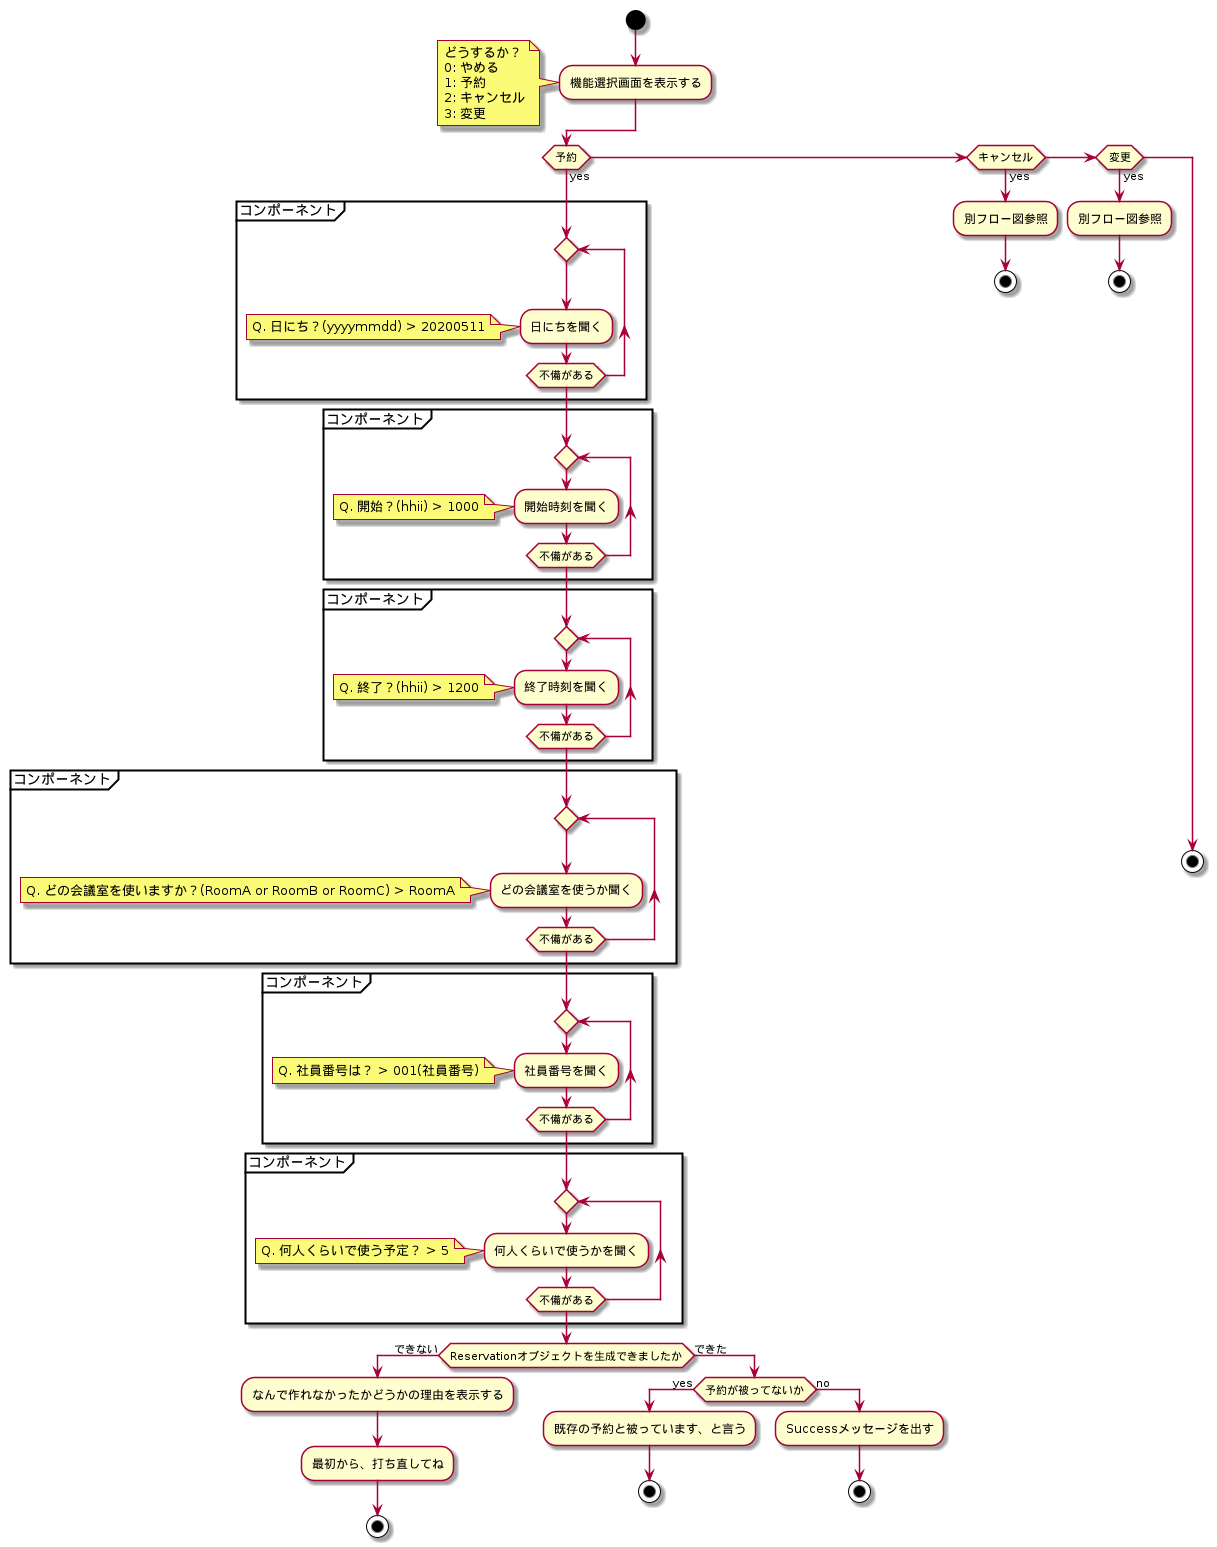 どうするか？
0: やめる
1: 予約
2: キャンセル
3: 変更
機能選択画面を表示する
予約
yes
キャンセル
yes
変更
yes
別フロー図参照
別フロー図参照
コンポーネント
Q. 日にち？(yyyymmdd) > 20200511
日にちを聞く
不備がある
コンポーネント
Q. 開始？(hhii) > 1000
開始時刻を聞く
不備がある
コンポーネント
Q. 終了？(hhii) > 1200
終了時刻を聞く
不備がある
コンポーネント
Q. どの会議室を使いますか？(RoomA or RoomB or RoomC) > RoomA
どの会議室を使うか聞く
不備がある
コンポーネント
Q. 社員番号は？ > 001(社員番号)
社員番号を聞く
不備がある
コンポーネント
Q. 何人くらいで使う予定？ > 5
何人くらいで使うかを聞く
不備がある
できない
Reservationオブジェクトを生成できましたか
できた
なんで作れなかったかどうかの理由を表示する
最初から、打ち直してね
yes
予約が被ってないか
no
既存の予約と被っています、と言う
Successメッセージを出す